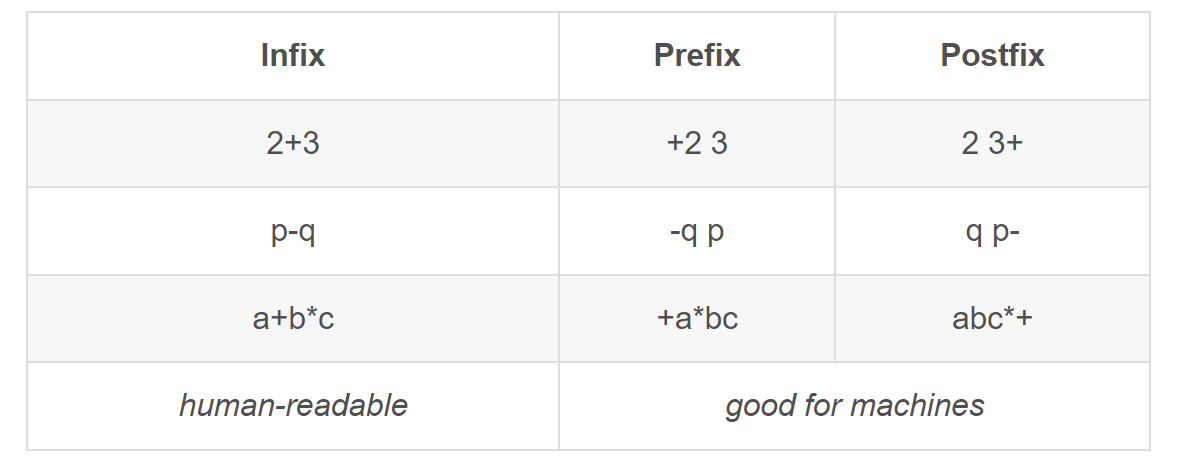 Infix Prefix Postfix
2+3 +2 3 2 3+
p-q -q p q p-
a+b*c +a*bc abc*+
human-readable good for machines